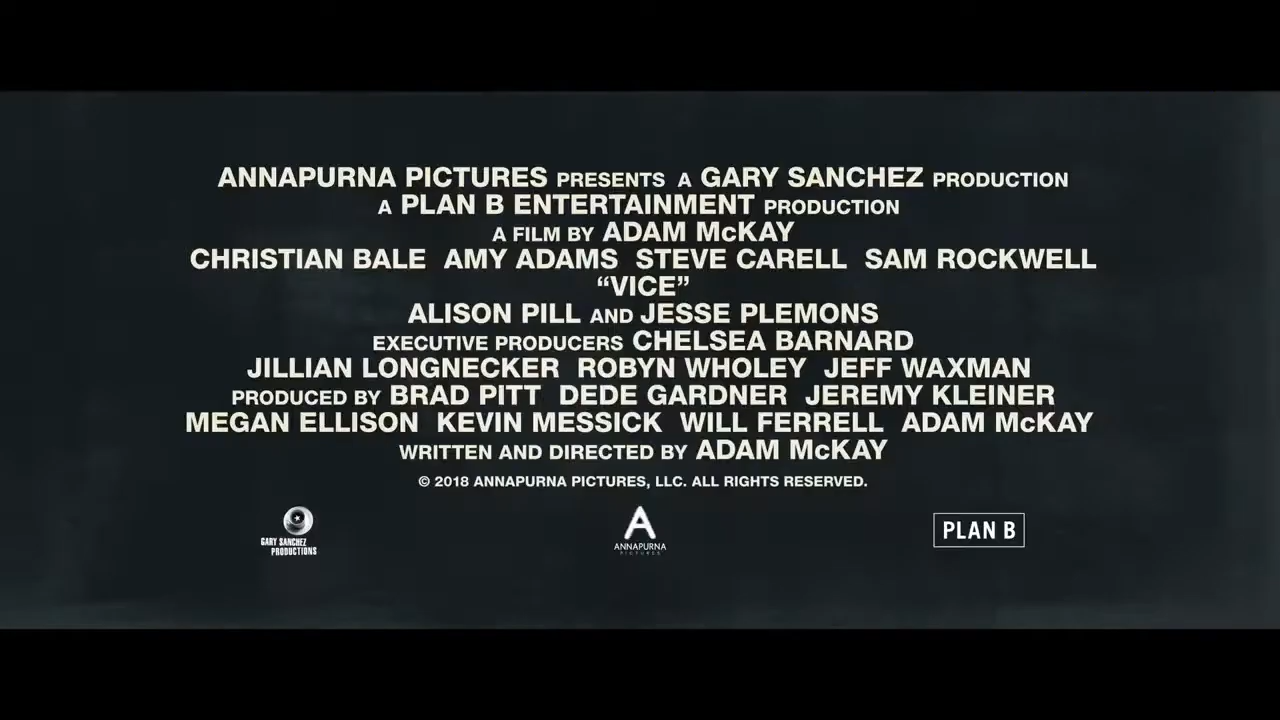 ANNAPURNA PICTURES PRESENTS A GARY SANCHEZ PRODUCTION
A PLAN B ENTERTAINMENT PRODUCTION
A FILM BY ADAM McKAY
CHRISTIAN BALE AMY ADAMS STEVE CARELL SAM ROCKWELL
“VICE”
ALISON PILL AND JESSE PLEMONS
EXECUTIVE PRODUCERS CHELSEA BARNARD
JILLIAN LONGNECKER ROBYN WHOLEY JEFF WAXMAN
PRODUCED BY BRAD PITT DEDE GARDNER JEREMY KLEINER
MEGAN ELLISON KEVIN MESSICK WILL FERRELL ADAM McKAY
WRITTEN AND DIRECTED BY ADAM McKAY
© 2018 ANNAPURNA PICTURES, LLC. ALL RIGHTS RESERVED.
GARY SANCHEZ
PRODUCTIONS
ANNAPURNA
PICTURES
PLAN B